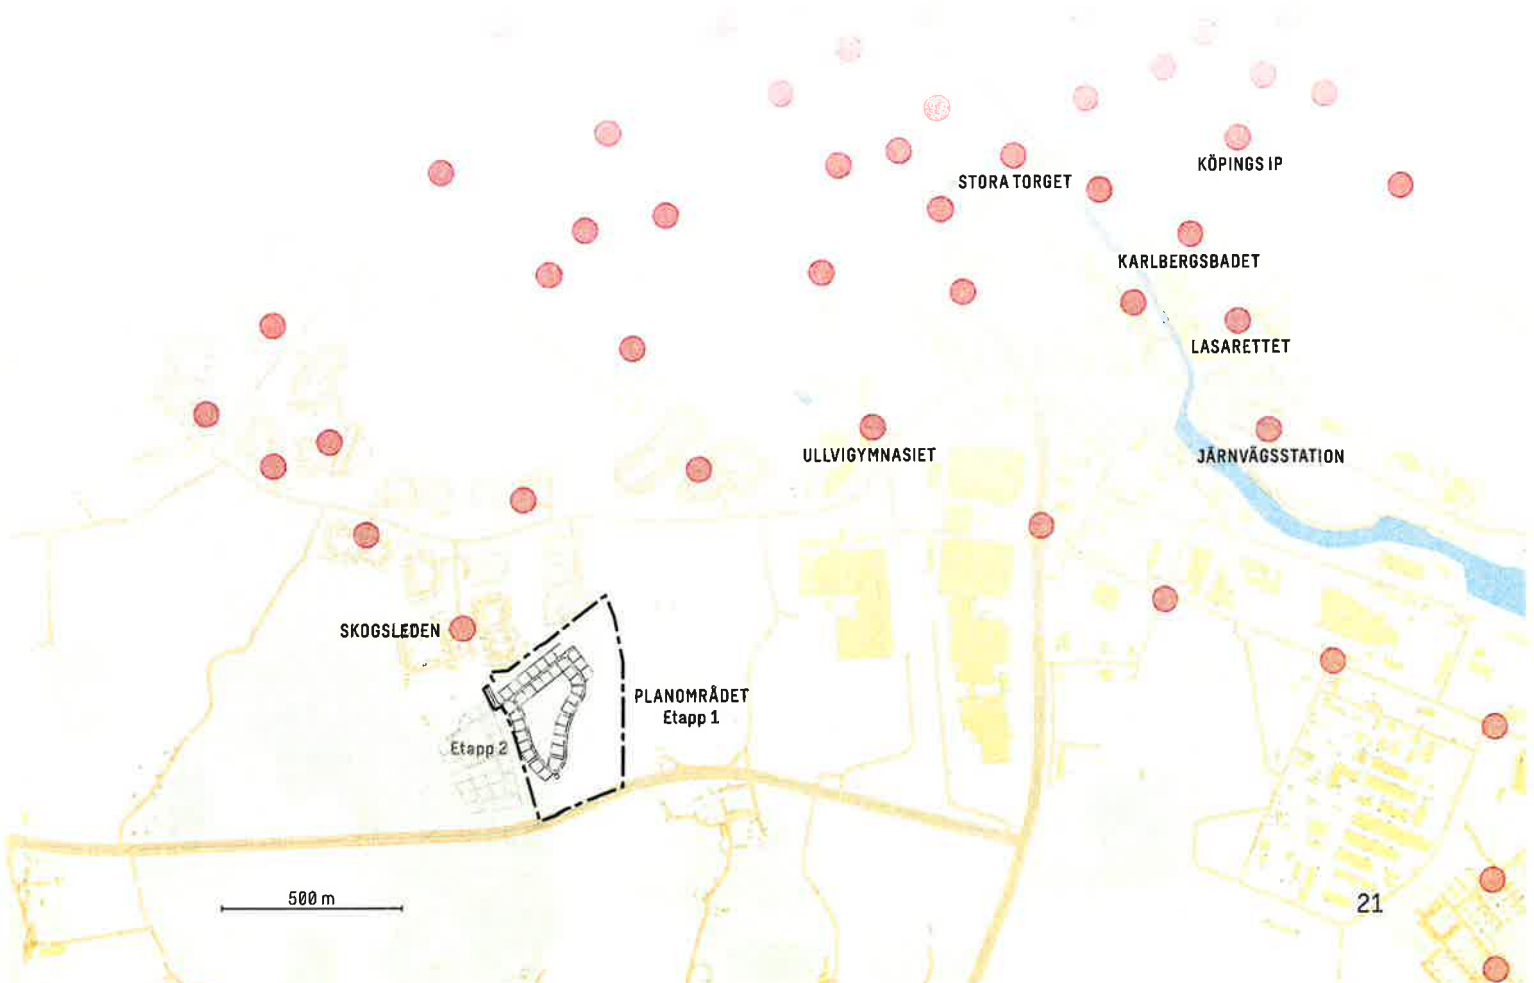 KÖPINGS IP
STORA TORGET
KARLBERGSBADET
LASARETTET
ULLVIGYMNASIET
JÄRNVÄGSSTATION
SKOGSLEDEN
PLANOMRÅDET
Etapp 1
Etapp 2
500 m
21